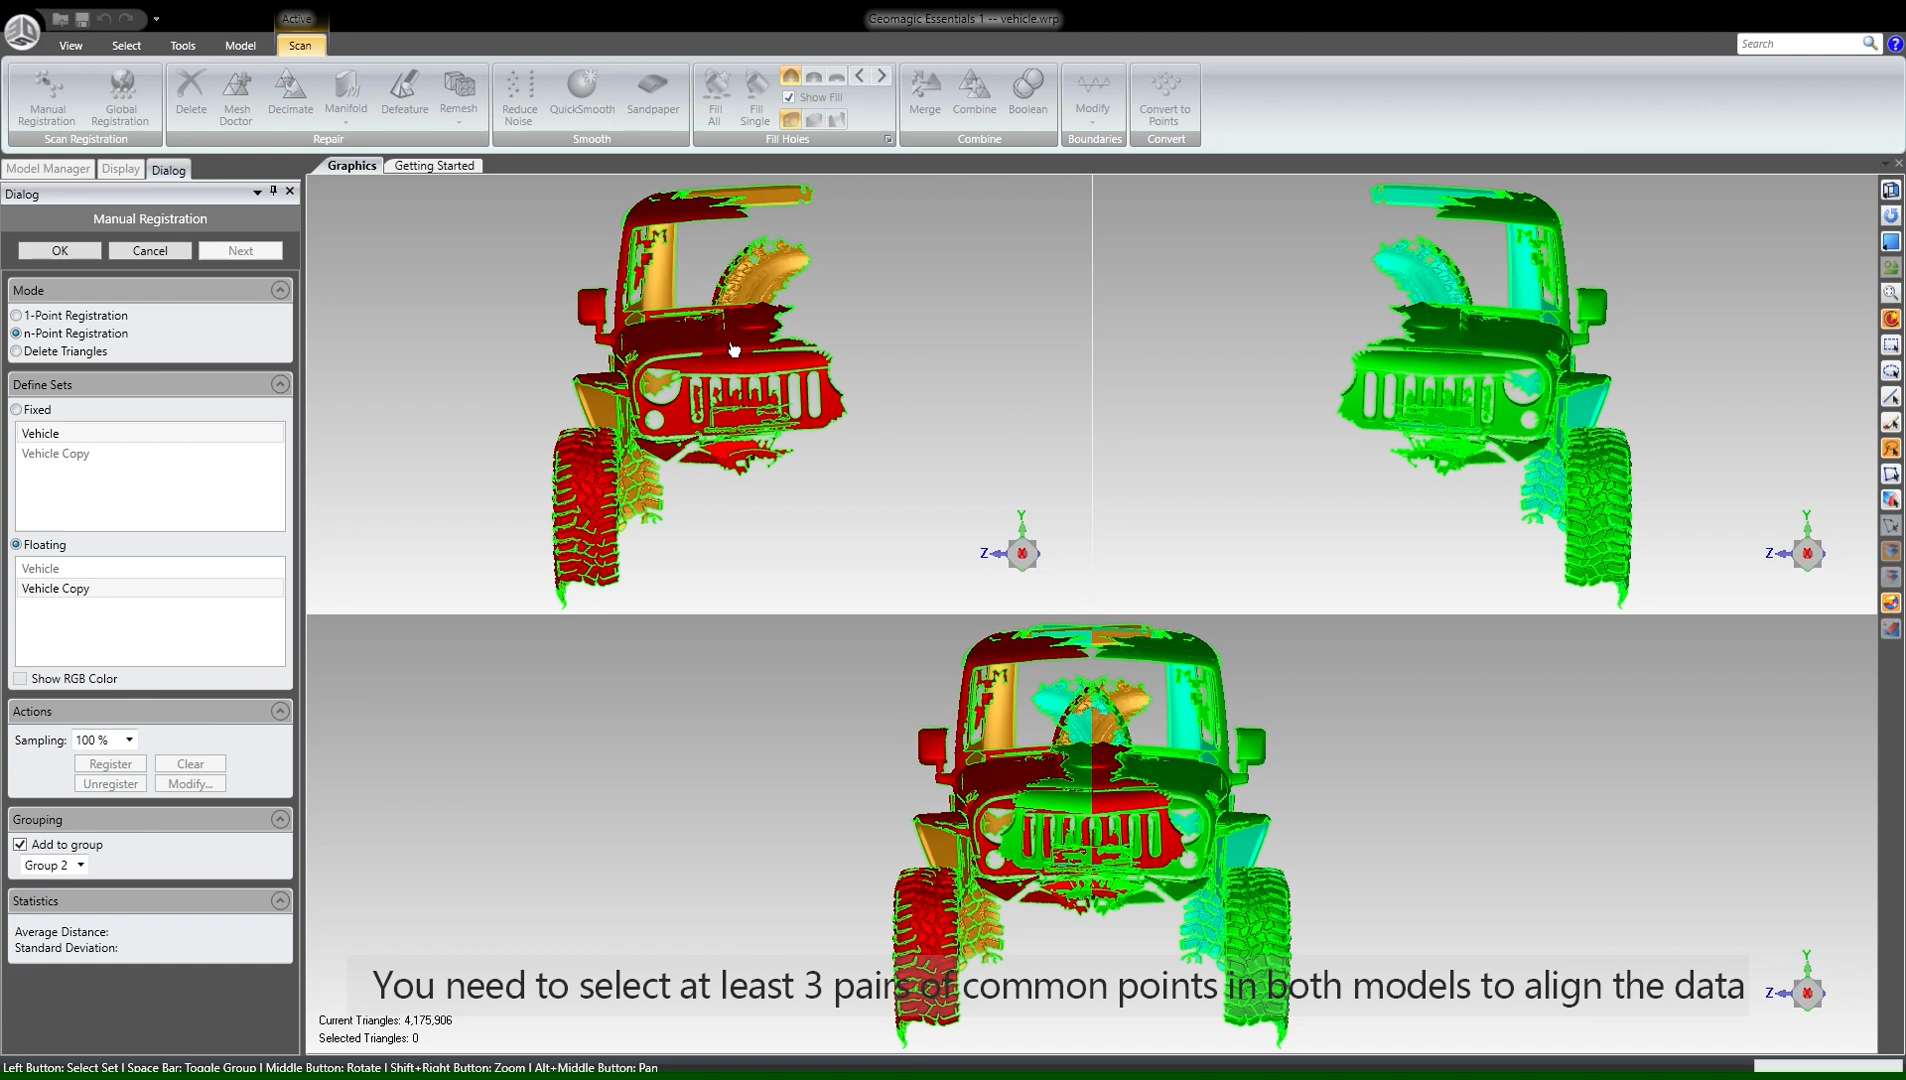 Active
Geomagic Essentials 1 -- vehicle.wrp
View Select Tools Model Scan
Search
Manual Registration
Global Registration
Scan Registration
Delete
Mesh Doctor
Decimate
Manifold
Defeature
Remesh
Repair
Reduce Noise
QuickSmooth
Sandpaper
Smooth
Fill All
Fill Single
Show Fill
Fill Holes
Merge
Combine
Boolean
Combine
Modify
Boundaries
Convert to Points
Convert
Model Manager Display Dialog
Graphics Getting Started
Dialog
Manual Registration
OK Cancel Next
Mode
1-Point Registration
n-Point Registration
Delete Triangles
Define Sets
Fixed
Vehicle
Vehicle Copy
Floating
Vehicle
Vehicle Copy
Show RGB Color
Actions
Sampling: 100 %
Register Clear
Unregister Modify...
Grouping
Add to group
Group 2
Statistics
Average Distance:
Standard Deviation:
Y
Z X
Y
Z X
Y
Z X
You need to select at least 3 pairs of common points in both models to align the data
Current Triangles: 4,175,906
Selected Triangles: 0
Left Button: Select Set | Space Bar: Toggle Group | Middle Button: Rotate | Shift+Right Button: Zoom | Alt+Middle Button: Pan